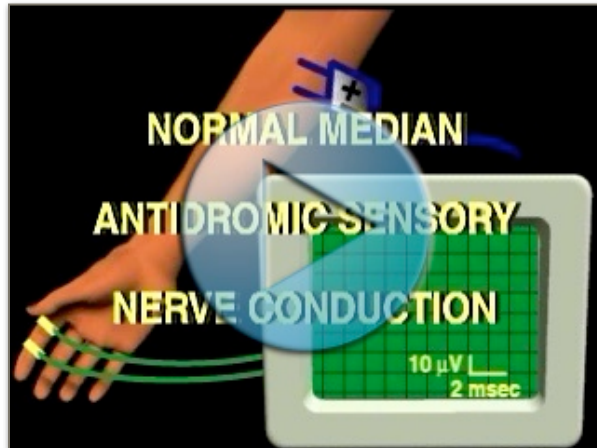 +
NORMAL MEDIAN
ANTIDROMIC SENSORY
NERVE CONDUCTION
10 µV
2 msec